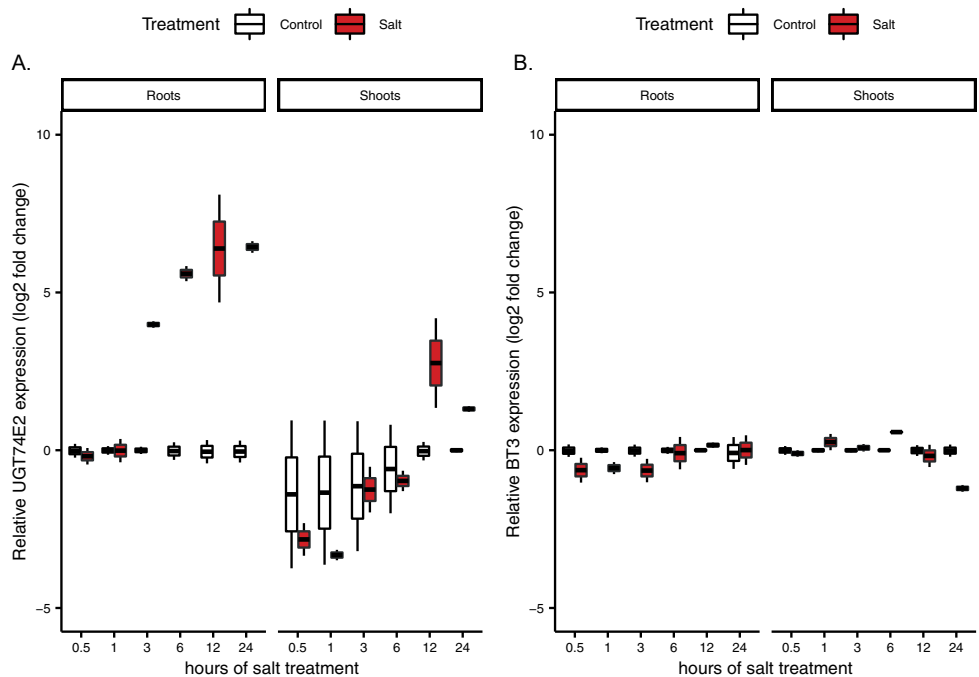 Treatment Control Salt
Treatment Control Salt
A.
B.
Roots Shoots
Roots Shoots
Relative UGT74E2 expression (log2 fold change)
10
5
0
−5
0.5 1 3 6 12 24 0.5 1 3 6 12 24
hours of salt treatment
Relative BT3 expression (log2 fold change)
10
5
0
−5
0.5 1 3 6 12 24 0.5 1 3 6 12 24
hours of salt treatment